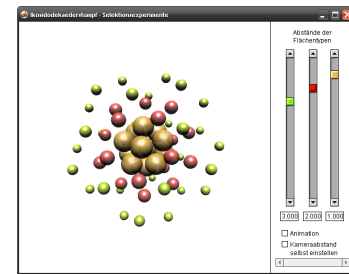 Ikosidodekaederstumpf - Selektionsexperimente
Abstände der
Flächentypen
3.000 2.000 1.000
Animation
Kameraabstand
selbst einstellen